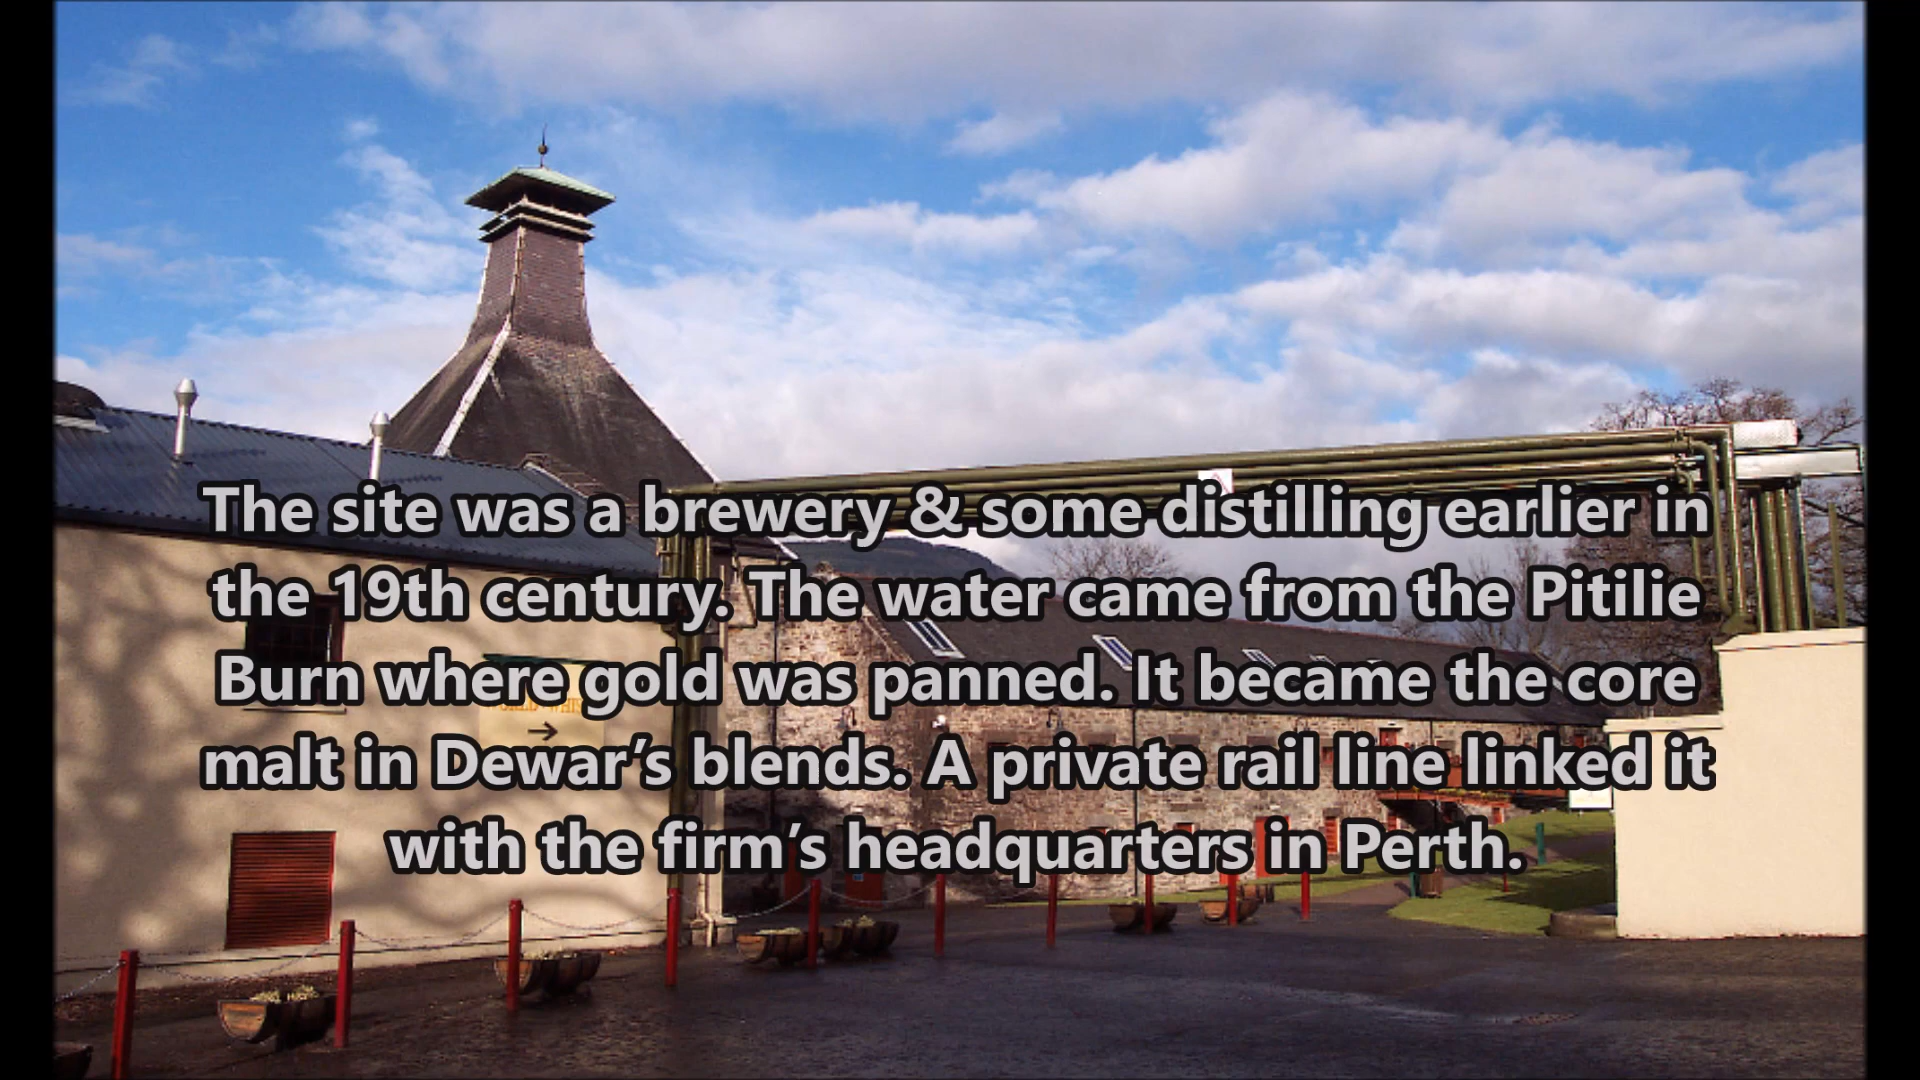 The site was a brewery & some distilling earlier in
the 19th century. The water came from the Pitilie
Burn where gold was panned. It became the core
malt in Dewar’s blends. A private rail line linked it
with the firm’s headquarters in Perth.